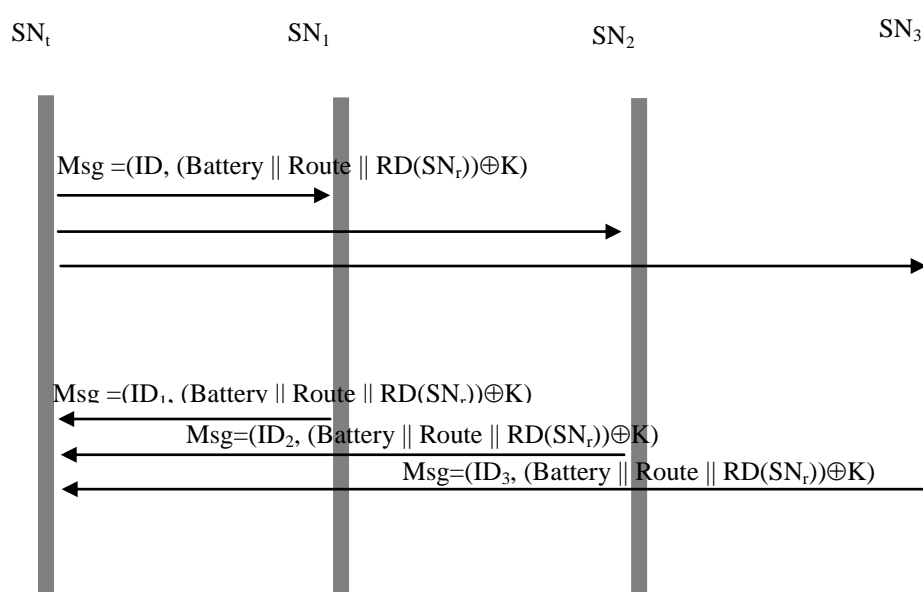 SNₜ SN₁ SN₂ SN₃
Msg =(ID, (Battery || Route || RD(SNᵣ))⊕K)
Msg =(ID₁, (Battery || Route || RD(SNᵣ))⊕K)
Msg=(ID₂, (Battery || Route || RD(SNᵣ))⊕K)
Msg=(ID₃, (Battery || Route || RD(SNᵣ))⊕K)